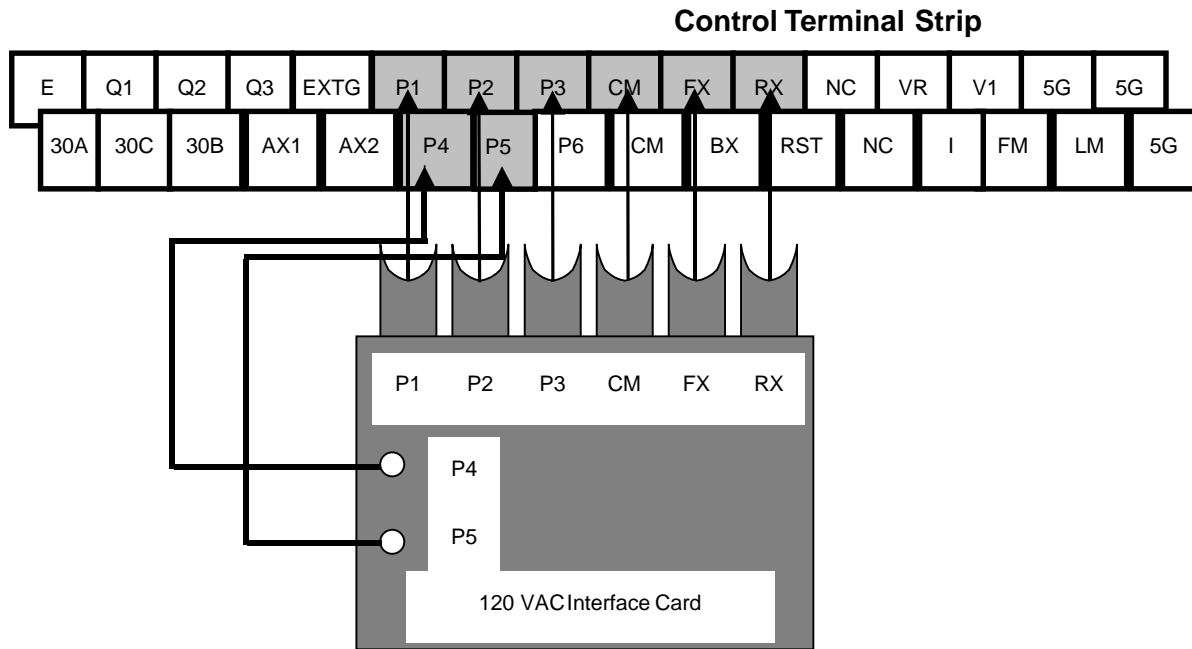 Control Terminal Strip
E Q1 Q2 Q3 EXTG P1 P2 P3 CM FX RX NC VR V1 5G 5G
30A 30C 30B AX1 AX2 P4 P5 P6 CM BX RST NC I FM LM 5G
P1 P2 P3 CM FX RX
P4
P5
120 VAC Interface Card